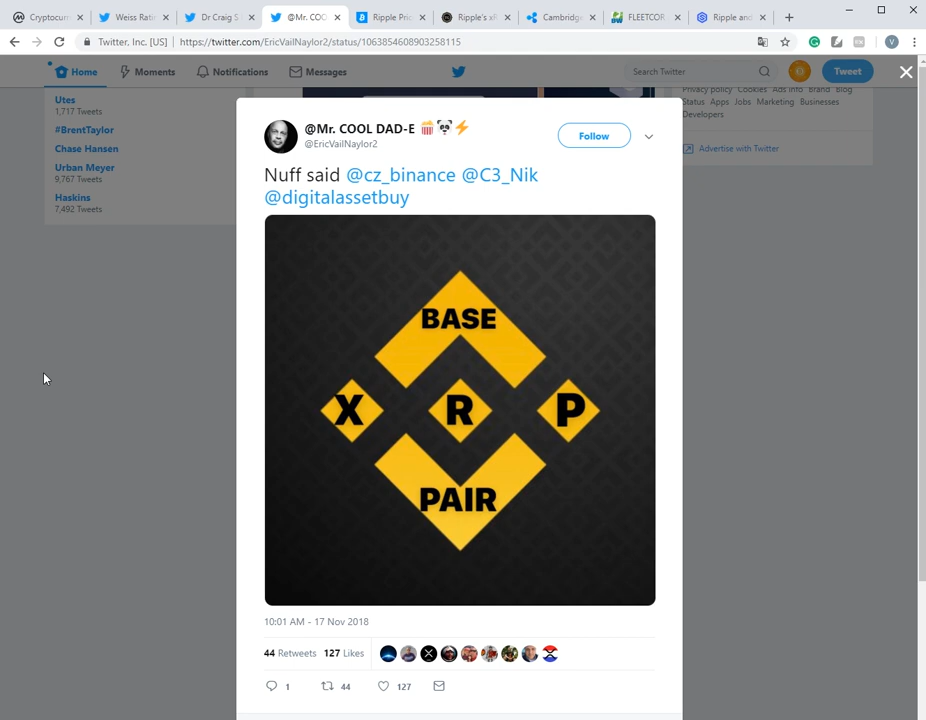 Cryptocurr
Weiss Ratin
Dr Craig S
@Mr. COO
Ripple Pric
Ripple's xR
Cambridge
FLEETCOR
Ripple and
Twitter, Inc. [US]
https://twitter.com/EricVailNaylor2/status/1063854608903258115
V
Home
Moments
Notifications
Messages
Search Twitter
Tweet
Utes
1,717 Tweets
#BrentTaylor
Chase Hansen
Urban Meyer
9,767 Tweets
Haskins
7,492 Tweets
Privacy policy Cookies Ads info Brand Blog
Status Apps Jobs Marketing Businesses
Developers
Advertise with Twitter
@Mr. COOL DAD-E 🍿🐼⚡
@EricVailNaylor2
Follow
Nuff said @cz_binance @C3_Nik
@digitalassetbuy
BASE
X R P
PAIR
10:01 AM - 17 Nov 2018
44 Retweets 127 Likes
1 44 127